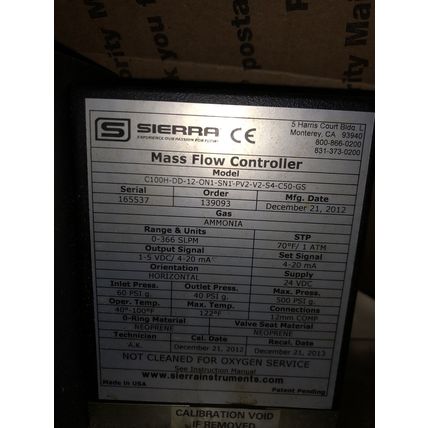 SIERRA CE
EXPERIENCE OUR PASSION FOR FLOW
5 Harris Court Bldg. L
Monterey, CA 93940
800-866-0200
831-373-0200
Mass Flow Controller
Model
C100H-DD-12-ON1-SN1-PV2-V2-S4-C50-GS
Serial Order Mfg. Date
165537 139093 December 21, 2012
Gas
AMMONIA
Range & Units STP
0-366 SLPM 70°F/ 1 ATM
Output Signal Set Signal
1-5 VDC/ 4-20 mA 4-20 mA
Orientation Supply
HORIZONTAL 24 VDC
Inlet Press. Outlet Press. Max. Press.
60 PSI g. 40 PSI g. 500 PSI g.
Oper. Temp. Max. Temp. Connections
40°-100°F 122°F 12mm COMP
O-Ring Material Valve Seat Material
NEOPRENE NEOPRENE
Technician Cal. Date Recal. Date
A.K. December 21, 2012 December 21, 2013
NOT CLEANED FOR OXYGEN SERVICE
See Instruction Manual
www.sierrainstruments.com
Made In USA Patent Pending
CALIBRATION VOID
IF REMOVED